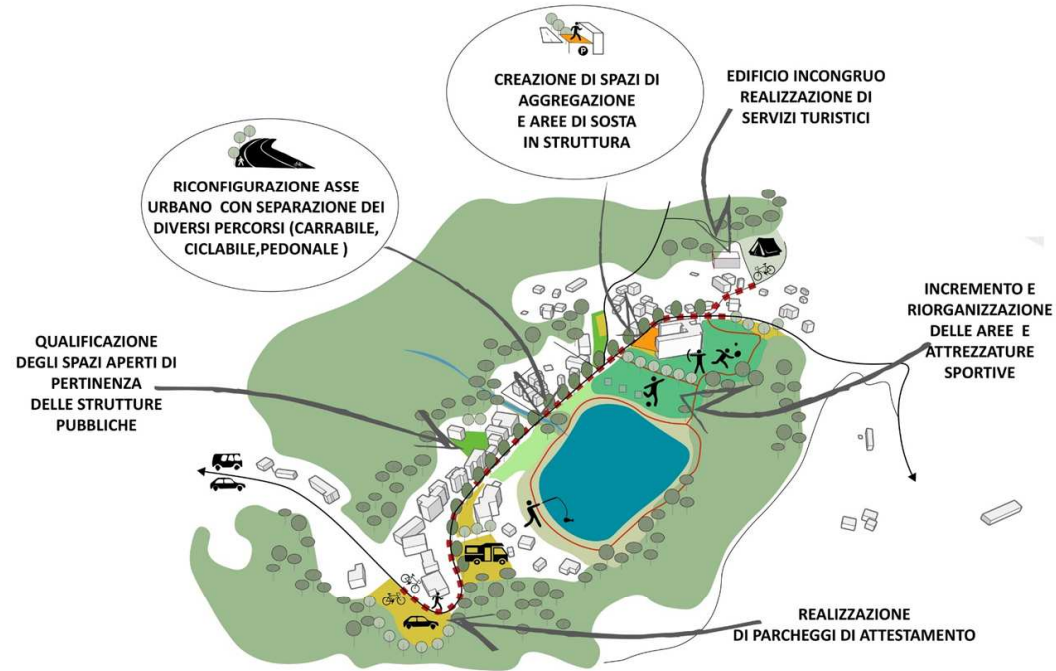 P
CREAZIONE DI SPAZI DI
AGGREGAZIONE
E AREE DI SOSTA
IN STRUTTURA
EDIFICIO INCONGRUO
REALIZZAZIONE DI
SERVIZI TURISTICI
RICONFIGURAZIONE ASSE
URBANO CON SEPARAZIONE DEI
DIVERSI PERCORSI (CARRABILE,
CICLABILE,PEDONALE )
INCREMENTO E
RIORGANIZZAZIONE
DELLE AREE E
ATTREZZATURE
SPORTIVE
QUALIFICAZIONE
DEGLI SPAZI APERTI DI
PERTINENZA
DELLE STRUTTURE
PUBBLICHE
REALIZZAZIONE
DI PARCHEGGI DI ATTESTAMENTO